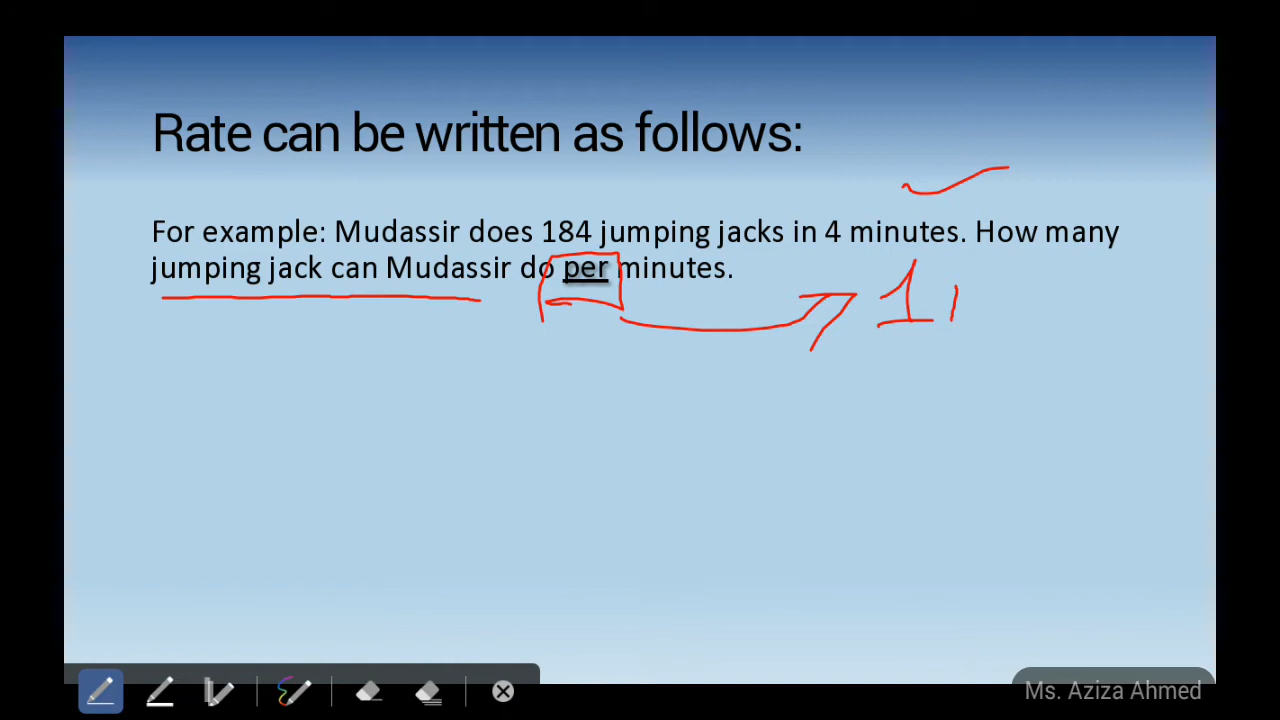 Rate can be written as follows:
For example: Mudassir does 184 jumping jacks in 4 minutes. How many
jumping jack can Mudassir do per minutes.
1
Ms. Aziza Ahmed